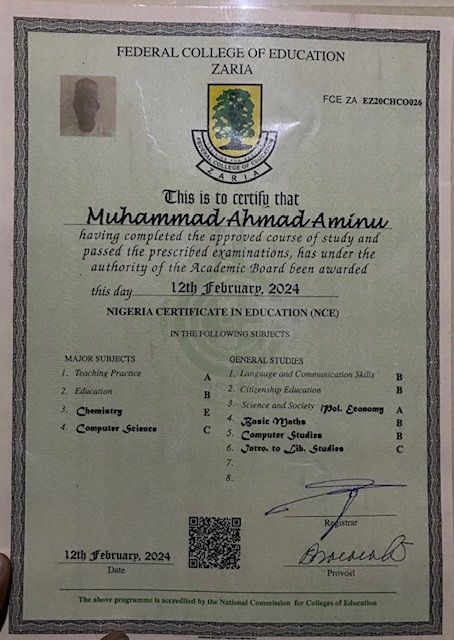 FEDERAL COLLEGE OF EDUCATION
ZARIA
FCE ZA EZ20CHCO026
FEDERAL COLLEGE OF EDUCATION
ZARIA
This is to certify that
Muhammad Ahmad Aminu
having completed the approved course of study and
passed the prescribed examinations, has under the
authority of the Academic Board been awarded
this day 12th February, 2024
NIGERIA CERTIFICATE IN EDUCATION (NCE)
IN THE FOLLOWING SUBJECTS
MAJOR SUBJECTS
1. Teaching Practice A
2. Education B
3. Chemistry E
4. Computer Science C
GENERAL STUDIES
1. Language and Communication Skills B
2. Citizenship Education B
3. Science and Society /Pol. Economy A
4. Basic Maths B
5. Computer Studies B
6. Intro. to Lib. Studies C
7.
8.
Registrar
12th February, 2024
Date
Provost
The above programme is accredited by the National Commission for Colleges of Education